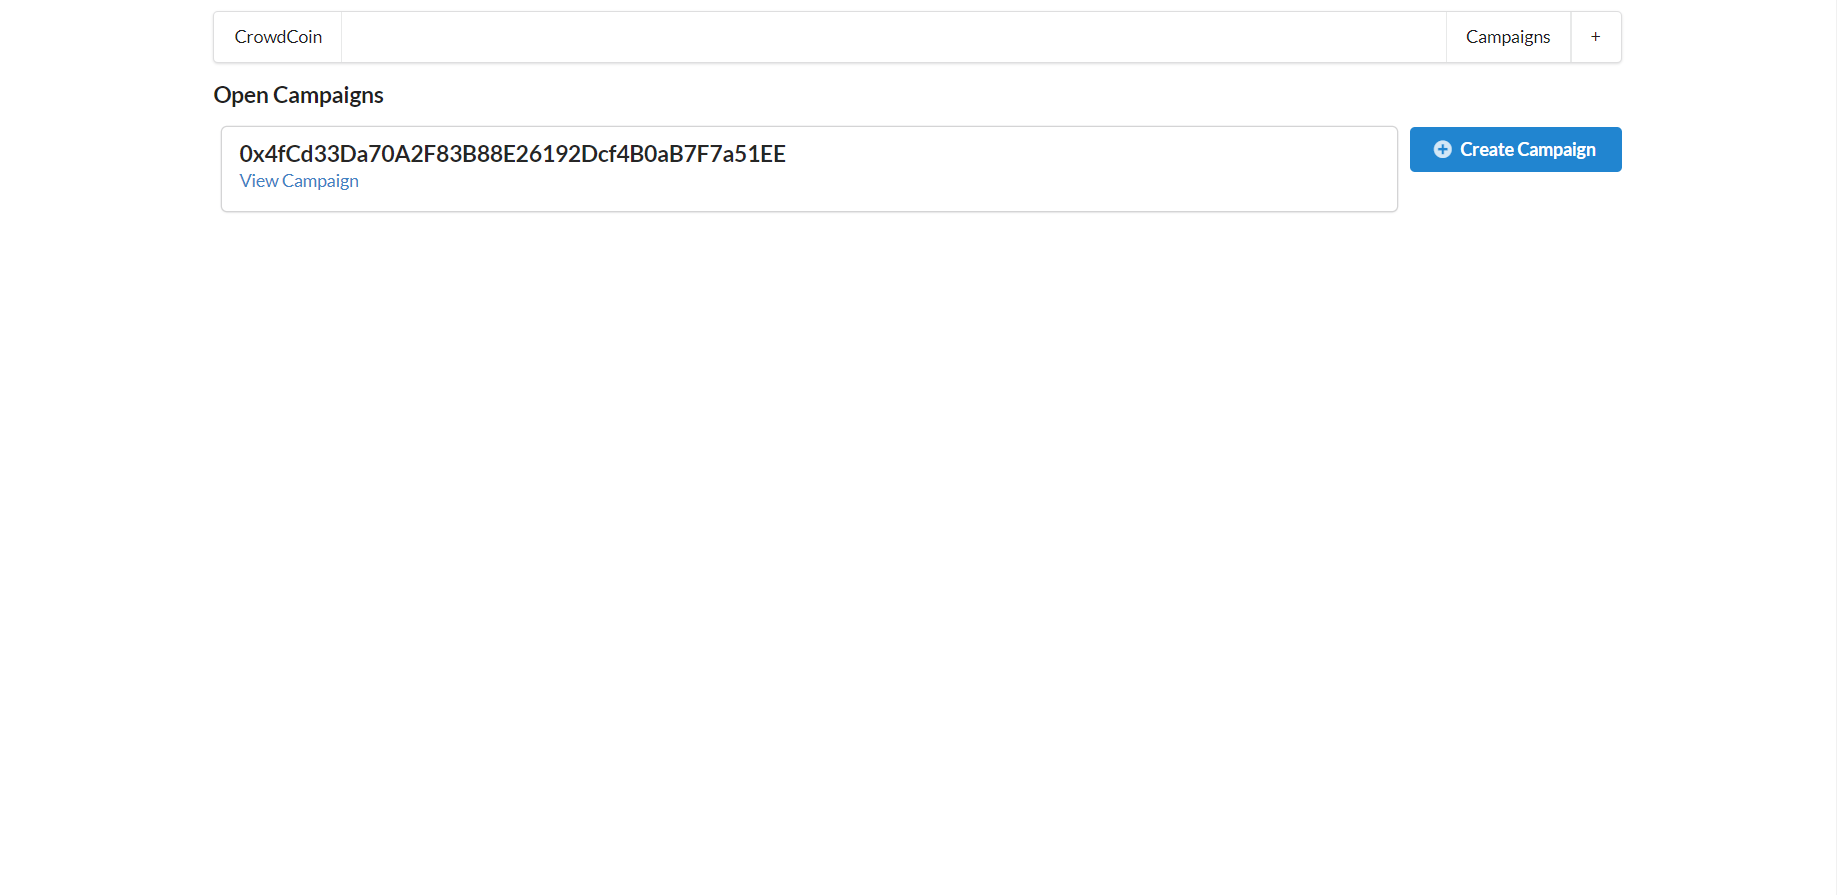 CrowdCoin
Campaigns
+
Open Campaigns
0x4fCd33Da70A2F83B88E26192Dcf4B0aB7F7a51EE
View Campaign
Create Campaign